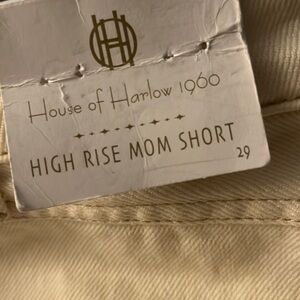 House of Harlow 1960
HIGH RISE MOM SHORT
29